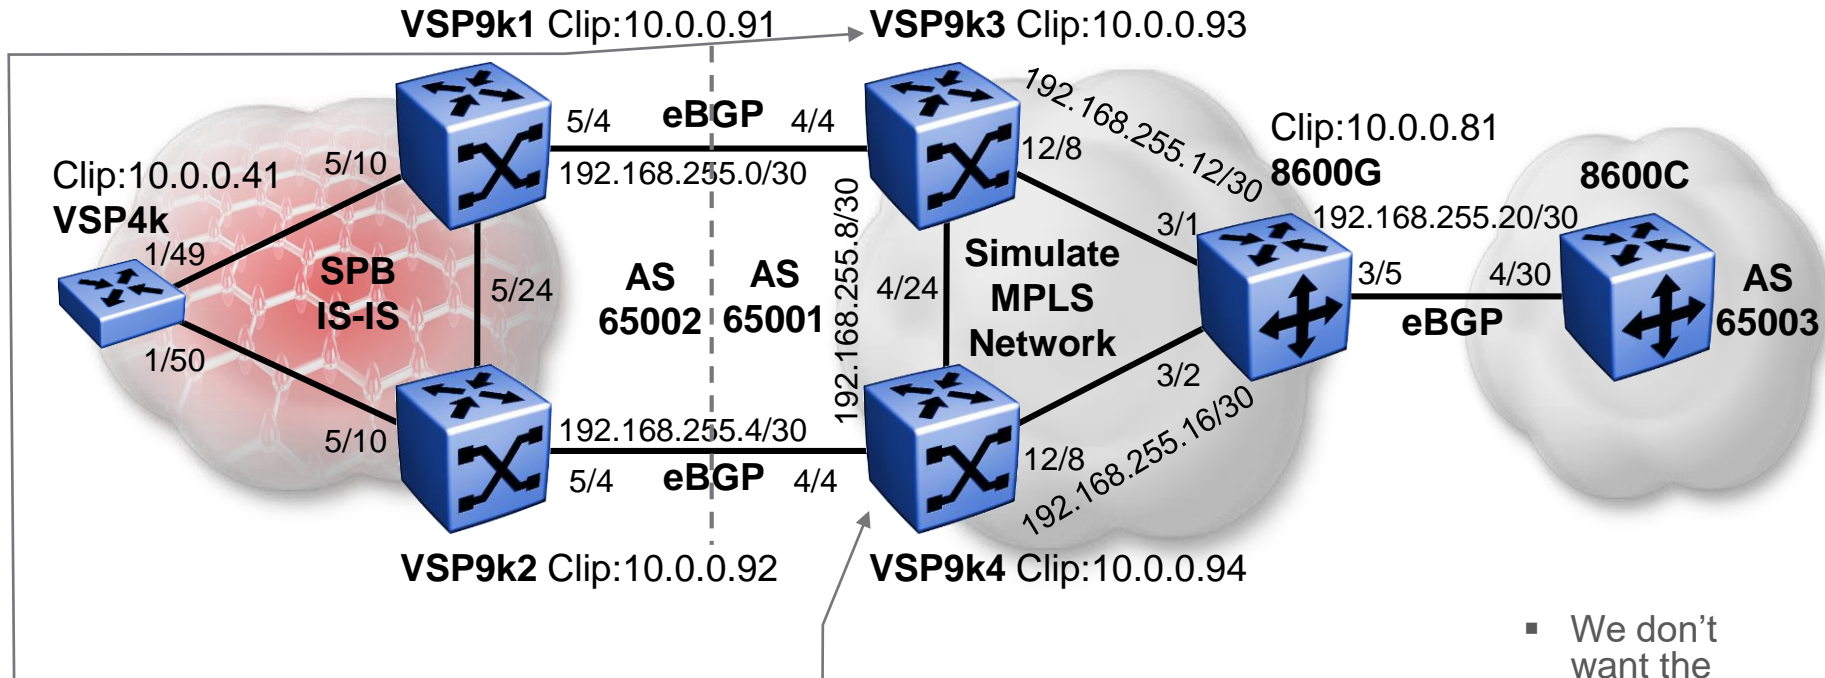 VSP9k1 Clip:10.0.0.91
VSP9k3 Clip:10.0.0.93
5/4
eBGP
4/4
192.168.255.0/30
192.168.255.12/30
12/8
Clip:10.0.0.81
8600G
8600C
Clip:10.0.0.41
VSP4k
5/10
1/49
192.168.255.20/30
3/1
SPB
IS-IS
5/24
AS
65002
AS
65001
192.168.255.8/30
4/24
Simulate
MPLS
Network
3/5
4/30
eBGP
AS
65003
1/50
3/2
5/10
192.168.255.4/30
5/4
eBGP
4/4
12/8
192.168.255.16/30
VSP9k2 Clip:10.0.0.92
VSP9k4 Clip:10.0.0.94
▪ We don’t
want the